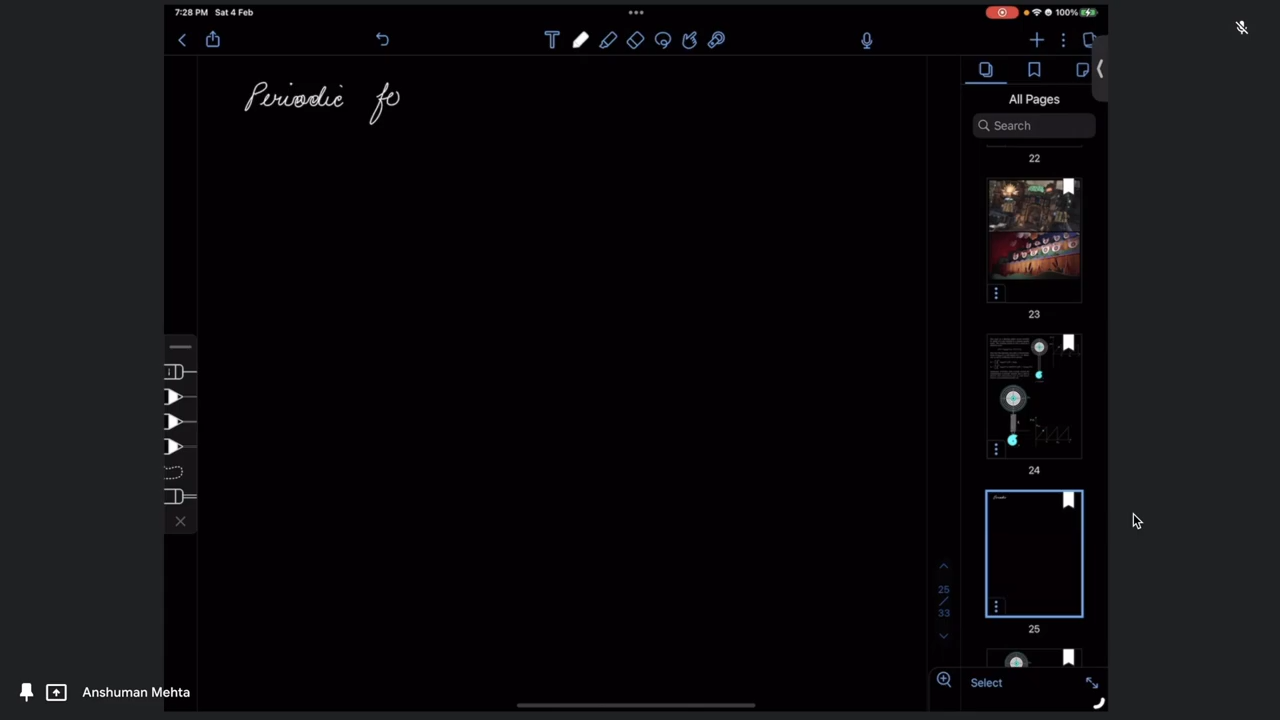 7:28 PM Sat 4 Feb
100%
Periodic fo
All Pages
Search
22
23
24
25
25
33
Select
Anshuman Mehta